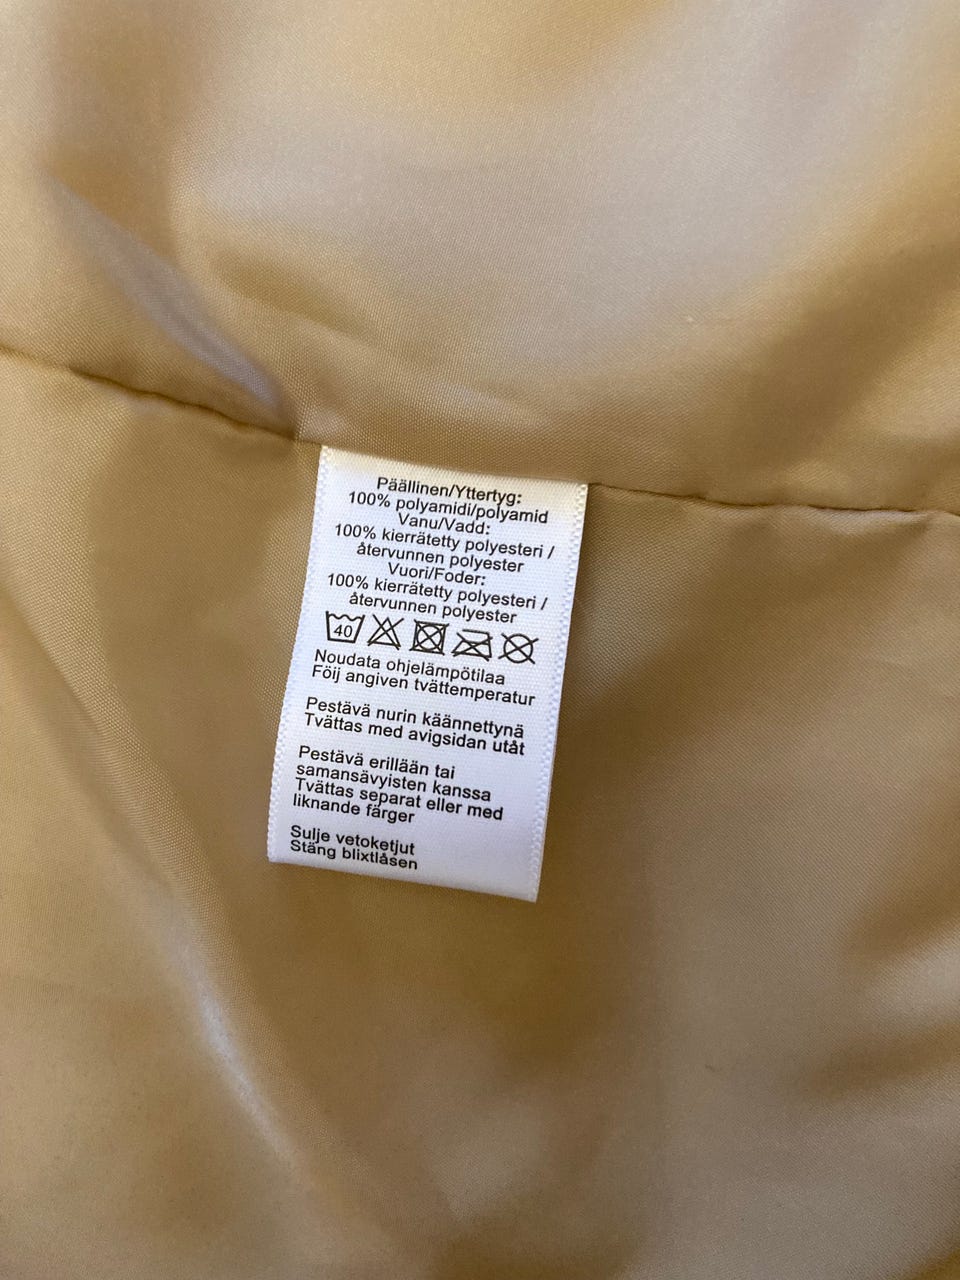 Päällinen/Yttertyg:
100% polyamidi/polyamid
Vanu/Vadd:
100% kierrätetty polyesteri /
återvunnen polyester
Vuori/Foder:
100% kierrätetty polyesteri /
återvunnen polyester
40
Noudata ohjelämpötilaa
Föij angiven tvättemperatur
Pestävä nurin käännettynä
Tvättas med avigsidan utåt
Pestävä erillään tai
samansävyisten kanssa
Tvättas separat eller med
liknande färger
Sulje vetoketjut
Stäng blixtlåsen